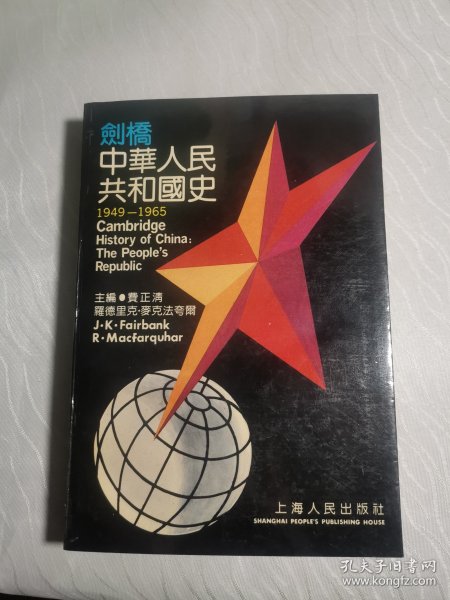 劍橋
中華人民
共和國史
1949—1965
Cambridge
History of China:
The People's
Republic
主編●費正清
羅德里克·麥克法夸爾
J·K·Fairbank
R·Macfarquhar
上海人民出版社
SHANGHAI PEOPLE'S PUBLISHING HOUSE
孔夫子旧书网
www.kongfz.com